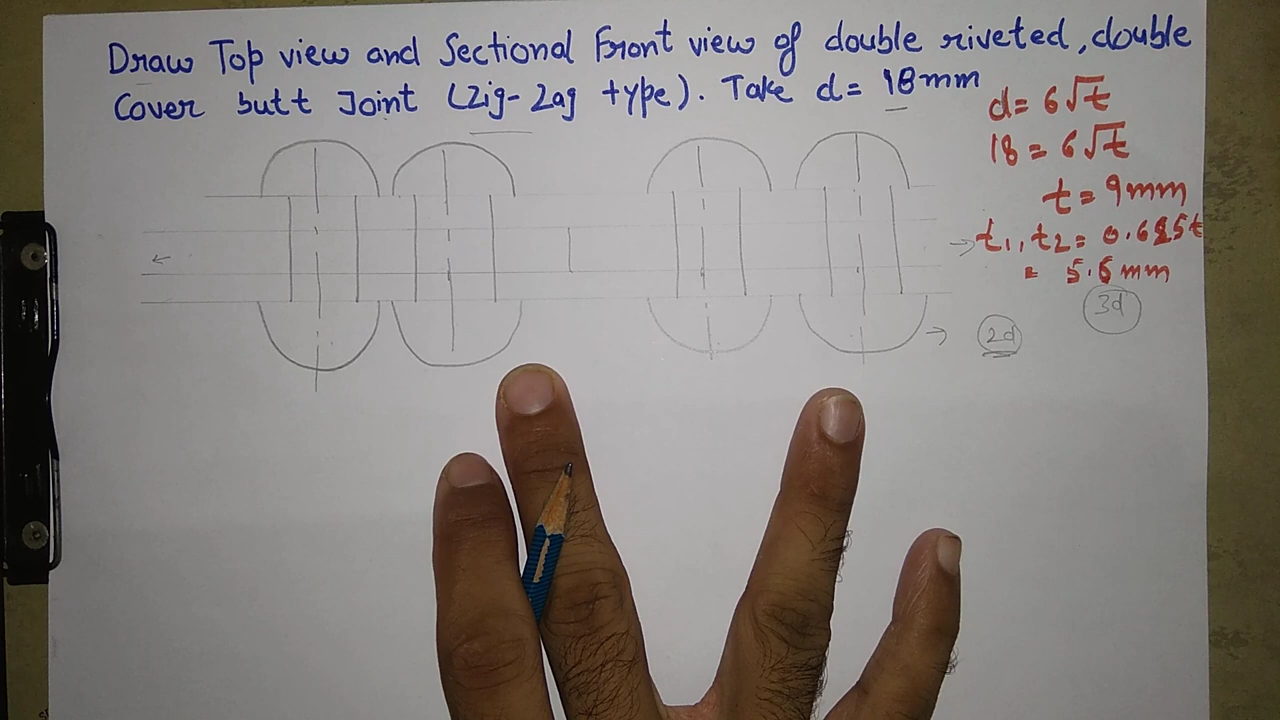 Draw Top view and Sectional Front view of double riveted, double
Cover butt Joint (Zig-Zag type). Take d= 18mm
d= 6√t
18 = 6√t
t = 9mm
t1, t2 = 0.625t
= 5.6 mm
3d
2d